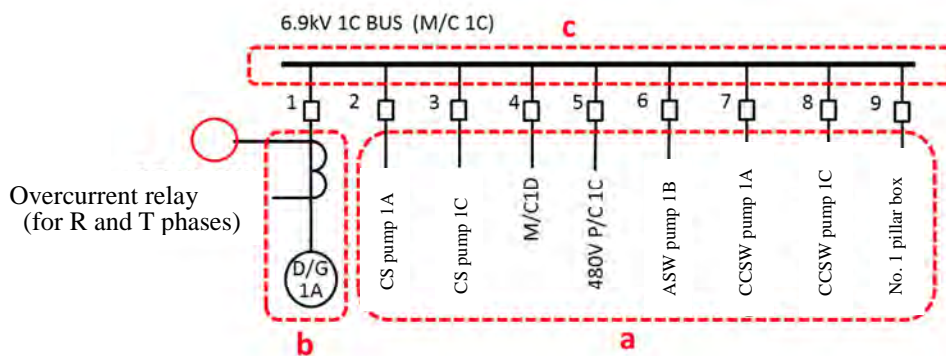 6.9kV 1C BUS (M/C 1C)
c
1
2
3
4
5
6
7
8
9
Overcurrent relay
(for R and T phases)
D/G
1A
CS pump 1A
CS pump 1C
M/C1D
480V P/C 1C
ASW pump 1B
CCSW pump 1A
CCSW pump 1C
No. 1 pillar box
b
a